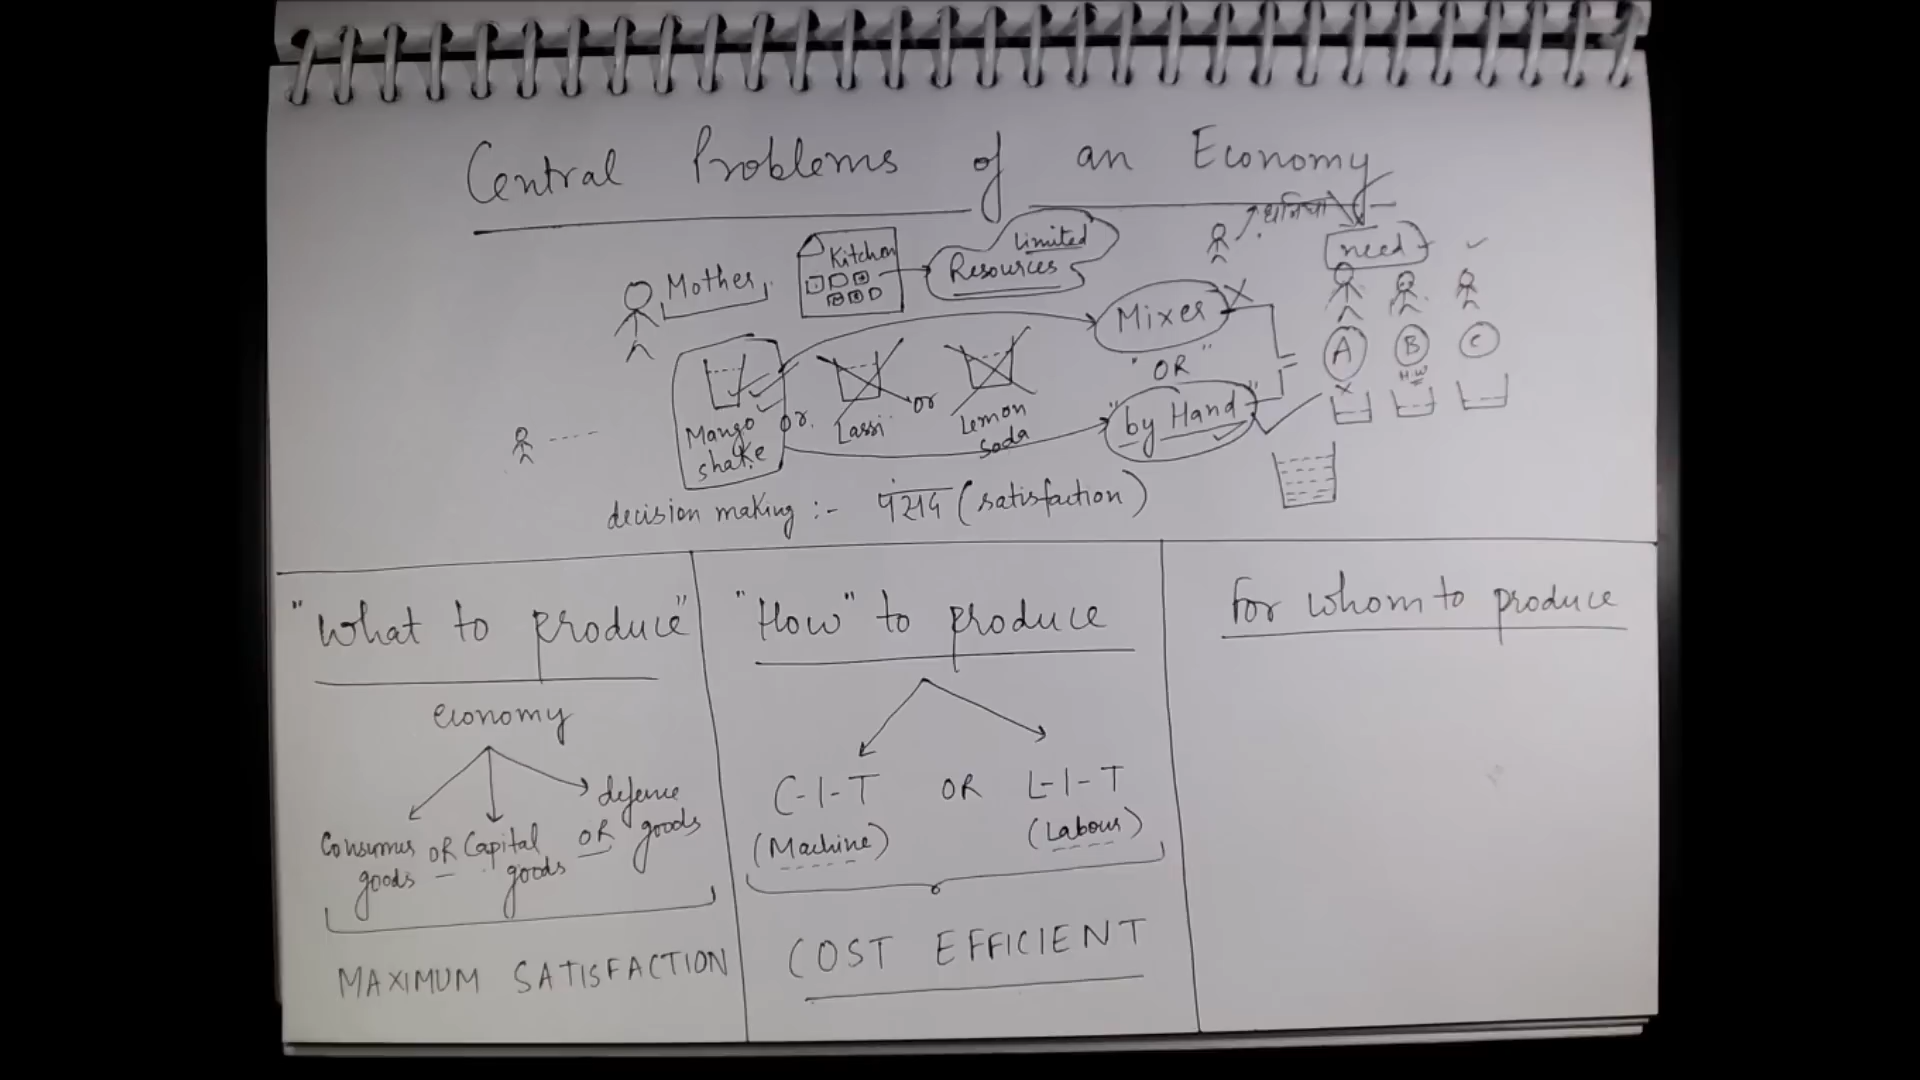 Central Problems of an Economy
धनिया
need
Mother
Kitchen
Limited
Resources
Mixer
"OR"
"by Hand"
A B C
H.W
Mango shake or Lassi or Lemon Soda
decision making :- पसंद (satisfaction)
"What to produce"
economy
Consumer goods OR Capital goods OR defence goods
MAXIMUM SATISFACTION
"How" to produce
C-I-T OR L-I-T
(Machine) (Labour)
COST EFFICIENT
for whom to produce